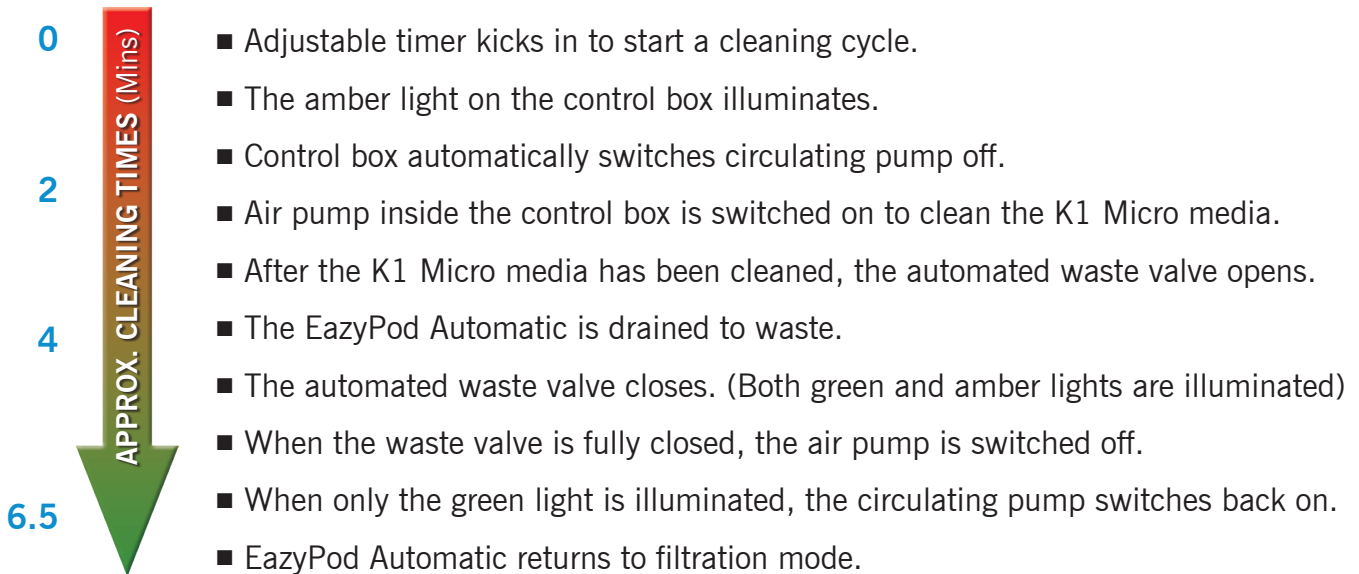 0
2
4
6.5
APPROX. CLEANING TIMES (Mins)
■ Adjustable timer kicks in to start a cleaning cycle.
■ The amber light on the control box illuminates.
■ Control box automatically switches circulating pump off.
■ Air pump inside the control box is switched on to clean the K1 Micro media.
■ After the K1 Micro media has been cleaned, the automated waste valve opens.
■ The EazyPod Automatic is drained to waste.
■ The automated waste valve closes. (Both green and amber lights are illuminated)
■ When the waste valve is fully closed, the air pump is switched off.
■ When only the green light is illuminated, the circulating pump switches back on.
■ EazyPod Automatic returns to filtration mode.